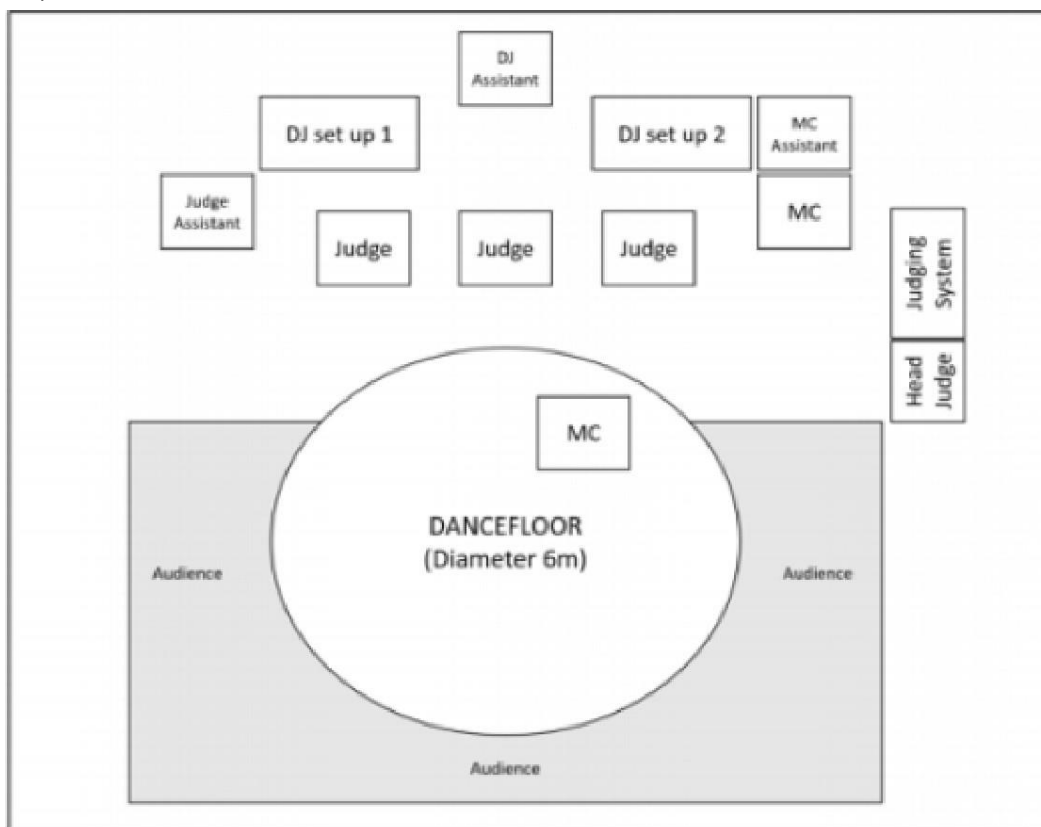 DJ
Assistant
DJ set up 1
DJ set up 2
MC
Assistant
Judge
Assistant
MC
Judge
Judge
Judge
Judging
System
Head
Judge
MC
DANCEFLOOR
(Diameter 6m)
Audience
Audience
Audience